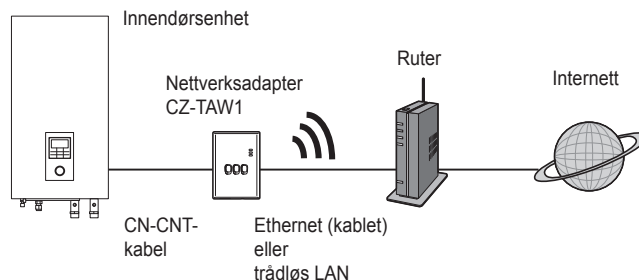 Innendørsenhet
Nettverksadapter
CZ-TAW1
Ruter
Internett
CN-CNT-
kabel
Ethernet (kablet)
eller
trådløs LAN